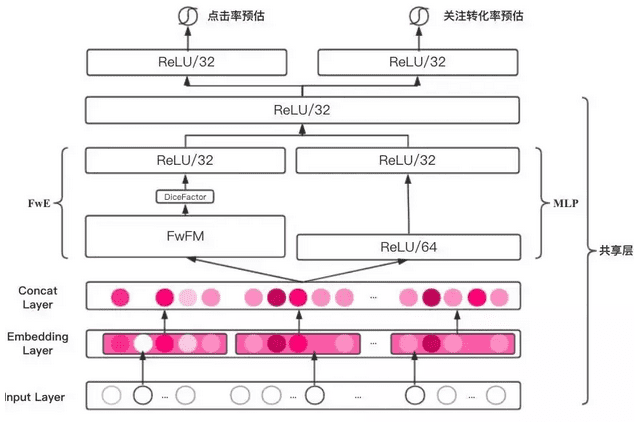 点击率预估
关注转化率预估
ReLU/32
ReLU/32
ReLU/32
ReLU/32
ReLU/32
DiceFactor
FwE
MLP
FwFM
ReLU/64
共享层
Concat
Layer
...
Embedding
Layer
...
Input Layer
...
...
...
...